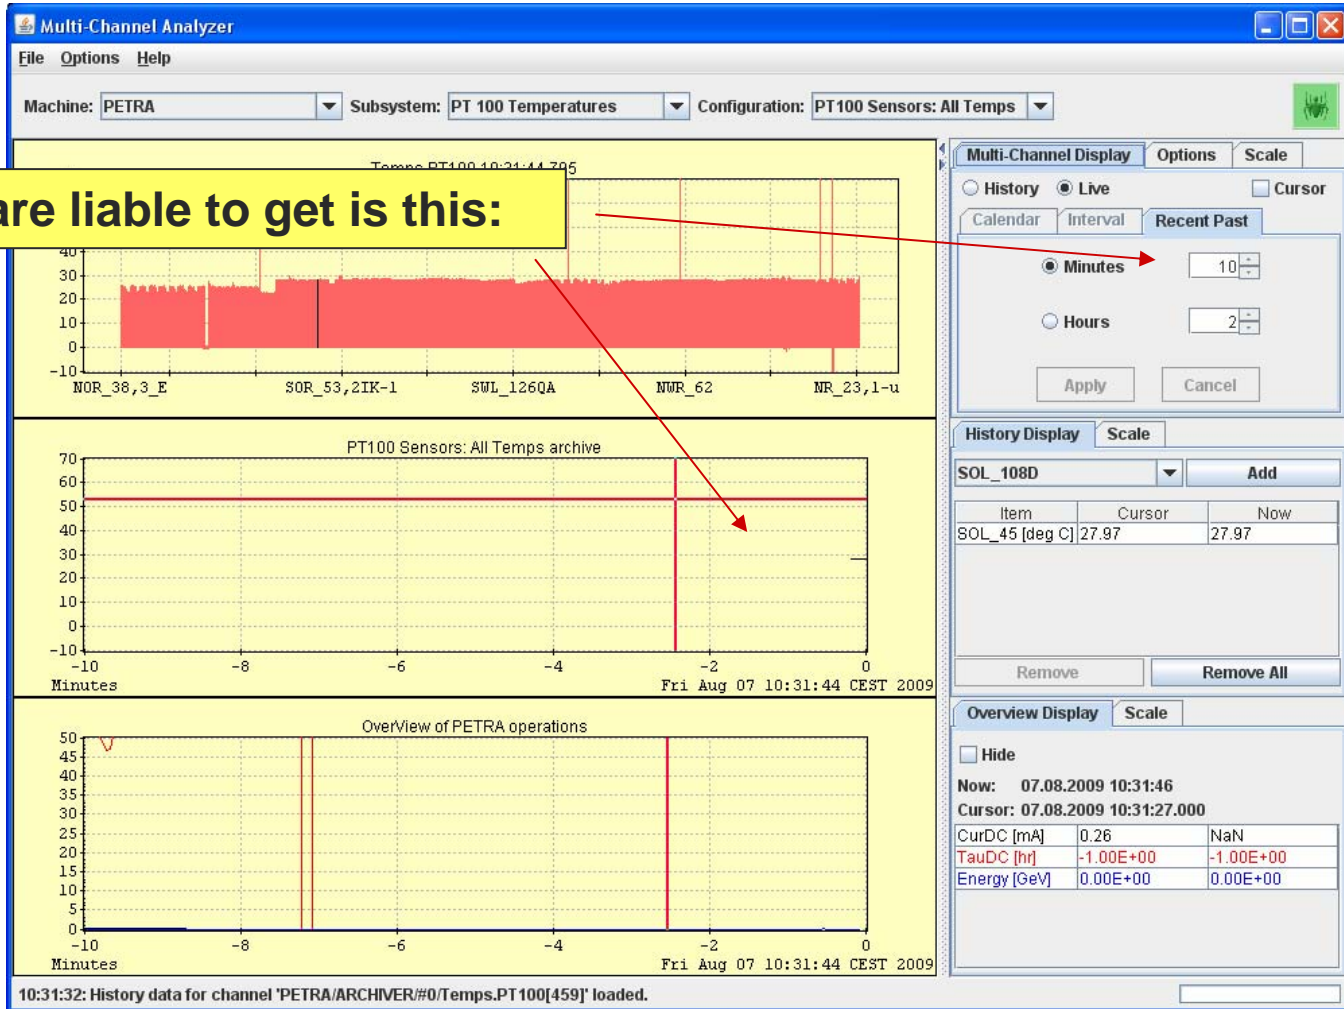 Multi-Channel Analyzer
File Options Help
Machine: PETRA Subsystem: PT 100 Temperatures Configuration: PT100 Sensors: All Temps
are liable to get is this:
40
30
20
10
0
-10
NOR_38,3_E SOR_53,2IK-1 SWL_126QA NWR_62 NR_23,1-u
PT100 Sensors: All Temps archive
70
60
50
40
30
20
10
0
-10
-10 -8 -6 -4 -2 0
Minutes Fri Aug 07 10:31:44 CEST 2009
OverView of PETRA operations
50
45
40
35
30
25
20
15
10
5
0
-10 -8 -6 -4 -2 0
Minutes Fri Aug 07 10:31:44 CEST 2009
Multi-Channel Display Options Scale
History Live Cursor
Calendar Interval Recent Past
Minutes 10
Hours 2
Apply Cancel
History Display Scale
SOL_108D Add
Item Cursor Now
SOL_45 [deg C] 27.97 27.97
Remove Remove All
Overview Display Scale
Hide
Now: 07.08.2009 10:31:46
Cursor: 07.08.2009 10:31:27.000
CurDC [mA] 0.26 NaN
TauDC [hr] -1.00E+00 -1.00E+00
Energy [GeV] 0.00E+00 0.00E+00
10:31:32: History data for channel 'PETRA/ARCHIVER/#0/Temps.PT100[459]' loaded.